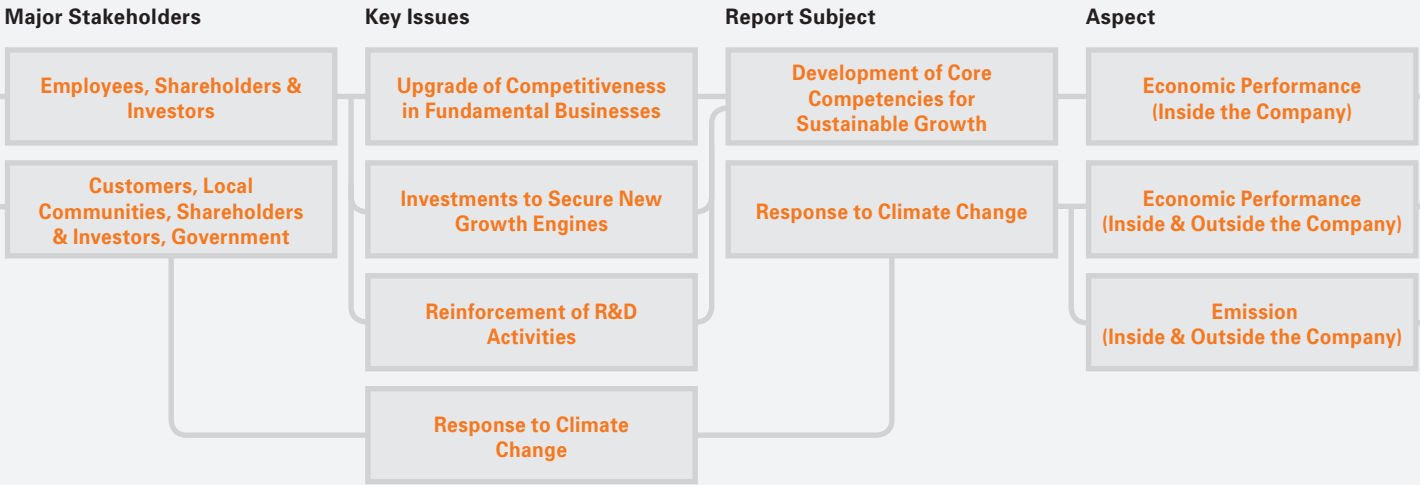 Major Stakeholders
Key Issues
Report Subject
Aspect
Employees, Shareholders &
Investors
Upgrade of Competitiveness
in Fundamental Businesses
Development of Core
Competencies for
Sustainable Growth
Economic Performance
(Inside the Company)
Customers, Local
Communities, Shareholders
& Investors, Government
Investments to Secure New
Growth Engines
Response to Climate Change
Economic Performance
(Inside & Outside the Company)
Reinforcement of R&D
Activities
Emission
(Inside & Outside the Company)
Response to Climate
Change